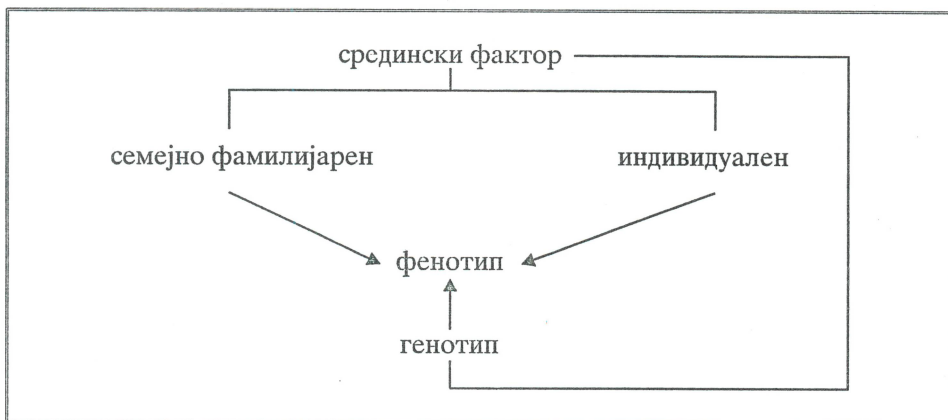 средински фактор
семејно фамилијарен индивидуален
фенотип
генотип